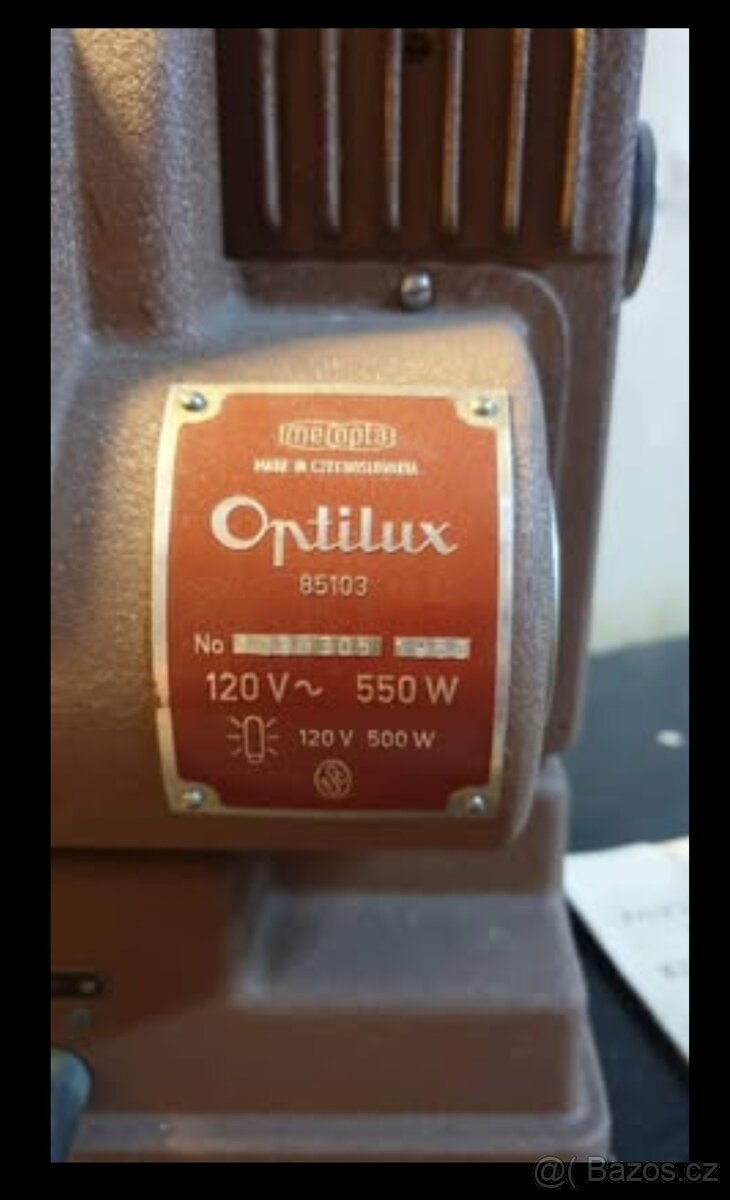 meopta
MADE IN CZECHOSLOVAKIA
Optilux
85103
No
120 V~ 550 W
120 V 500 W
@( Bazos.cz